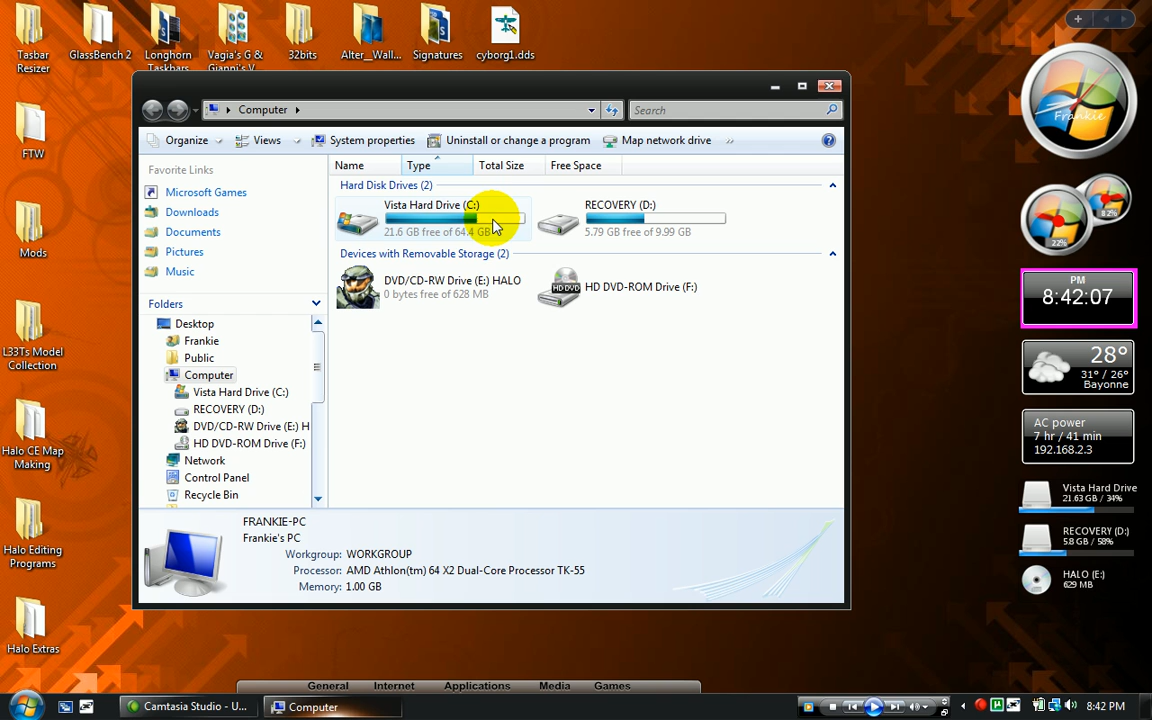 Tasbar Resizer
GlassBench 2
Longhorn Taskbars
Vagia's G & Gianni's V
32bits
Alter__Wall...
Signatures
cyborg1.dds
FTW
Mods
L33Ts Model Collection
Halo CE Map Making
Halo Editing Programs
Halo Extras
Computer
Search
Organize
Views
System properties
Uninstall or change a program
Map network drive
»
Favorite Links
Microsoft Games
Downloads
Documents
Pictures
Music
Folders
Desktop
Frankie
Public
Computer
Vista Hard Drive (C:)
RECOVERY (D:)
DVD/CD-RW Drive (E:) H
HD DVD-ROM Drive (F:)
Network
Control Panel
Recycle Bin
Name Type Total Size Free Space
Hard Disk Drives (2)
Vista Hard Drive (C:)
21.6 GB free of 64.4 GB
RECOVERY (D:)
5.79 GB free of 9.99 GB
Devices with Removable Storage (2)
DVD/CD-RW Drive (E:) HALO
0 bytes free of 628 MB
HD DVD
HD DVD-ROM Drive (F:)
FRANKIE-PC
Frankie's PC
Workgroup: WORKGROUP
Processor: AMD Athlon(tm) 64 X2 Dual-Core Processor TK-55
Memory: 1.00 GB
Frankie
82%
22%
PM
8:42:07
28°
31° / 26°
Bayonne
AC power
7 hr / 41 min
192.168.2.3
Vista Hard Drive
21.63 GB / 34%
RECOVERY (D:)
5.8 GB / 58%
HALO (E:)
629 MB
General Internet Applications Media Games
Camtasia Studio - U...
Computer
8:42 PM